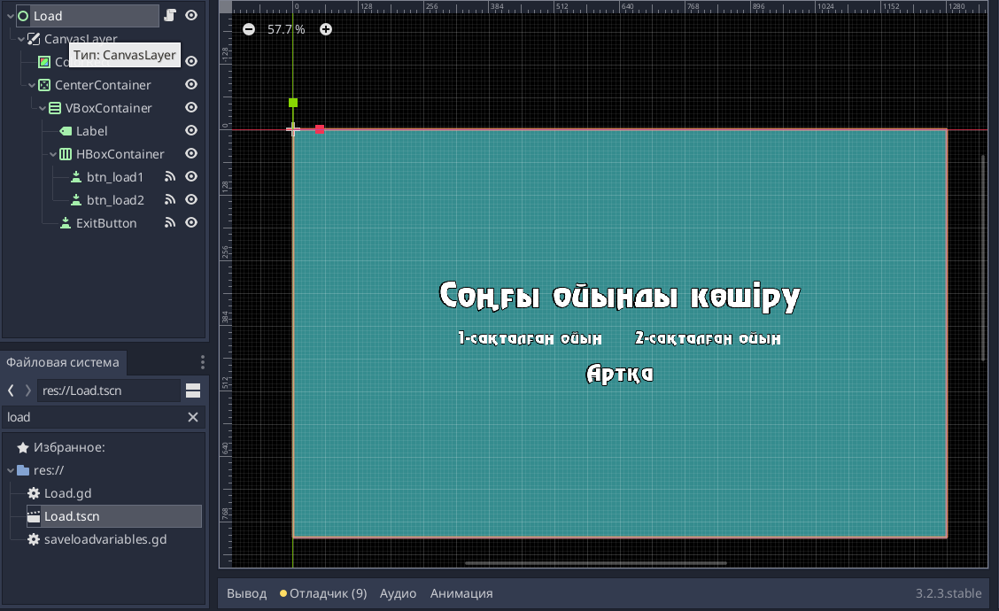 Load
CanvasLayer
Тип: CanvasLayer
CenterContainer
VBoxContainer
Label
HBoxContainer
btn_load1
btn_load2
ExitButton
Файловая система
res://Load.tscn
load
Избранное:
res://
Load.gd
Load.tscn
saveloadvariables.gd
0 128 256 384 512 640 768 896 1024 1152 1280
57.7 %
-128
0
128
256
384
512
640
768
Соңғы ойынды көшіру
1-сақталған ойын 2-сақталған ойын
Артқа
Вывод Отладчик (9) Аудио Анимация 3.2.3.stable